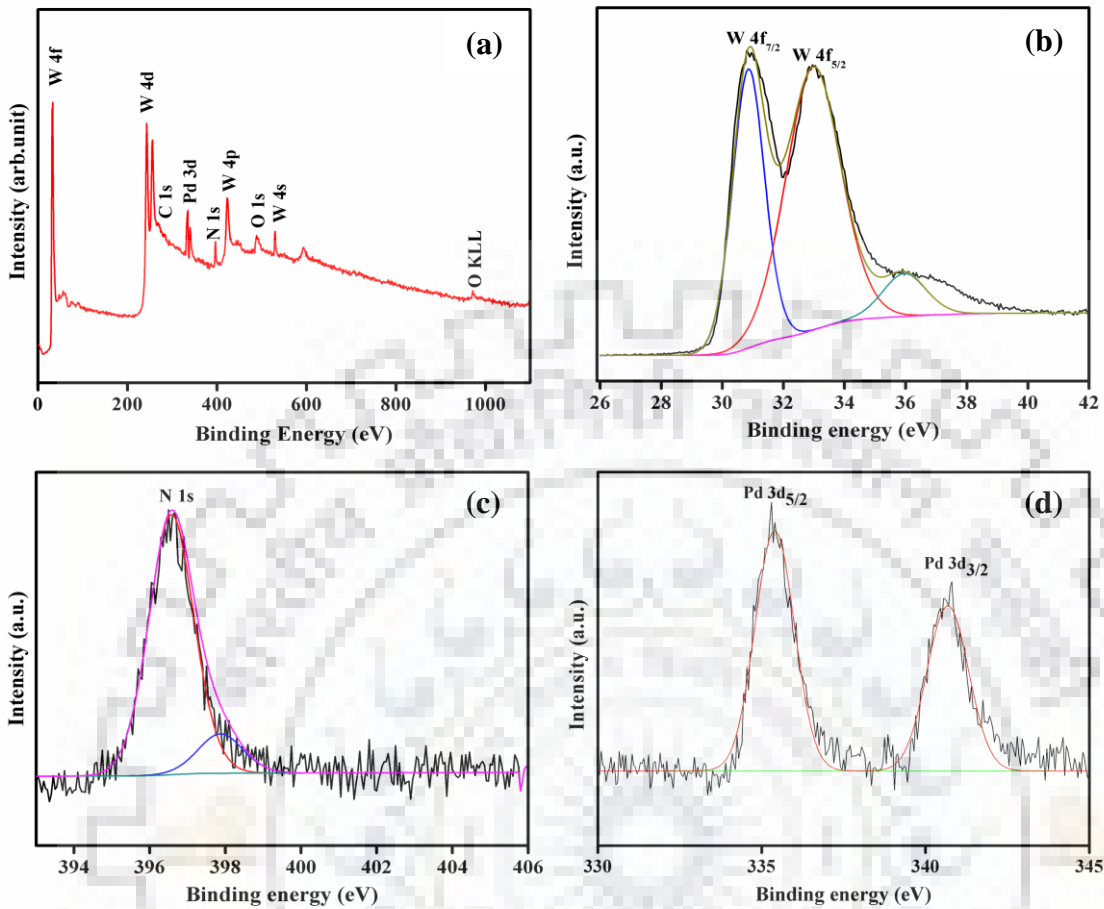 (a)
W 4f
W 4d
C 1s
Pd 3d
N 1s
W 4p
O 1s
W 4s
O KLL
Intensity (arb.unit)
0 200 400 600 800 1000
Binding Energy (eV)
(b)
W 4f7/2
W 4f5/2
Intensity (a.u.)
26 28 30 32 34 36 38 40 42
Binding energy (eV)
(c)
N 1s
Intensity (a.u.)
394 396 398 400 402 404 406
Binding energy (eV)
(d)
Pd 3d5/2
Pd 3d3/2
Intensity (a.u.)
330 335 340 345
Binding energy (eV)